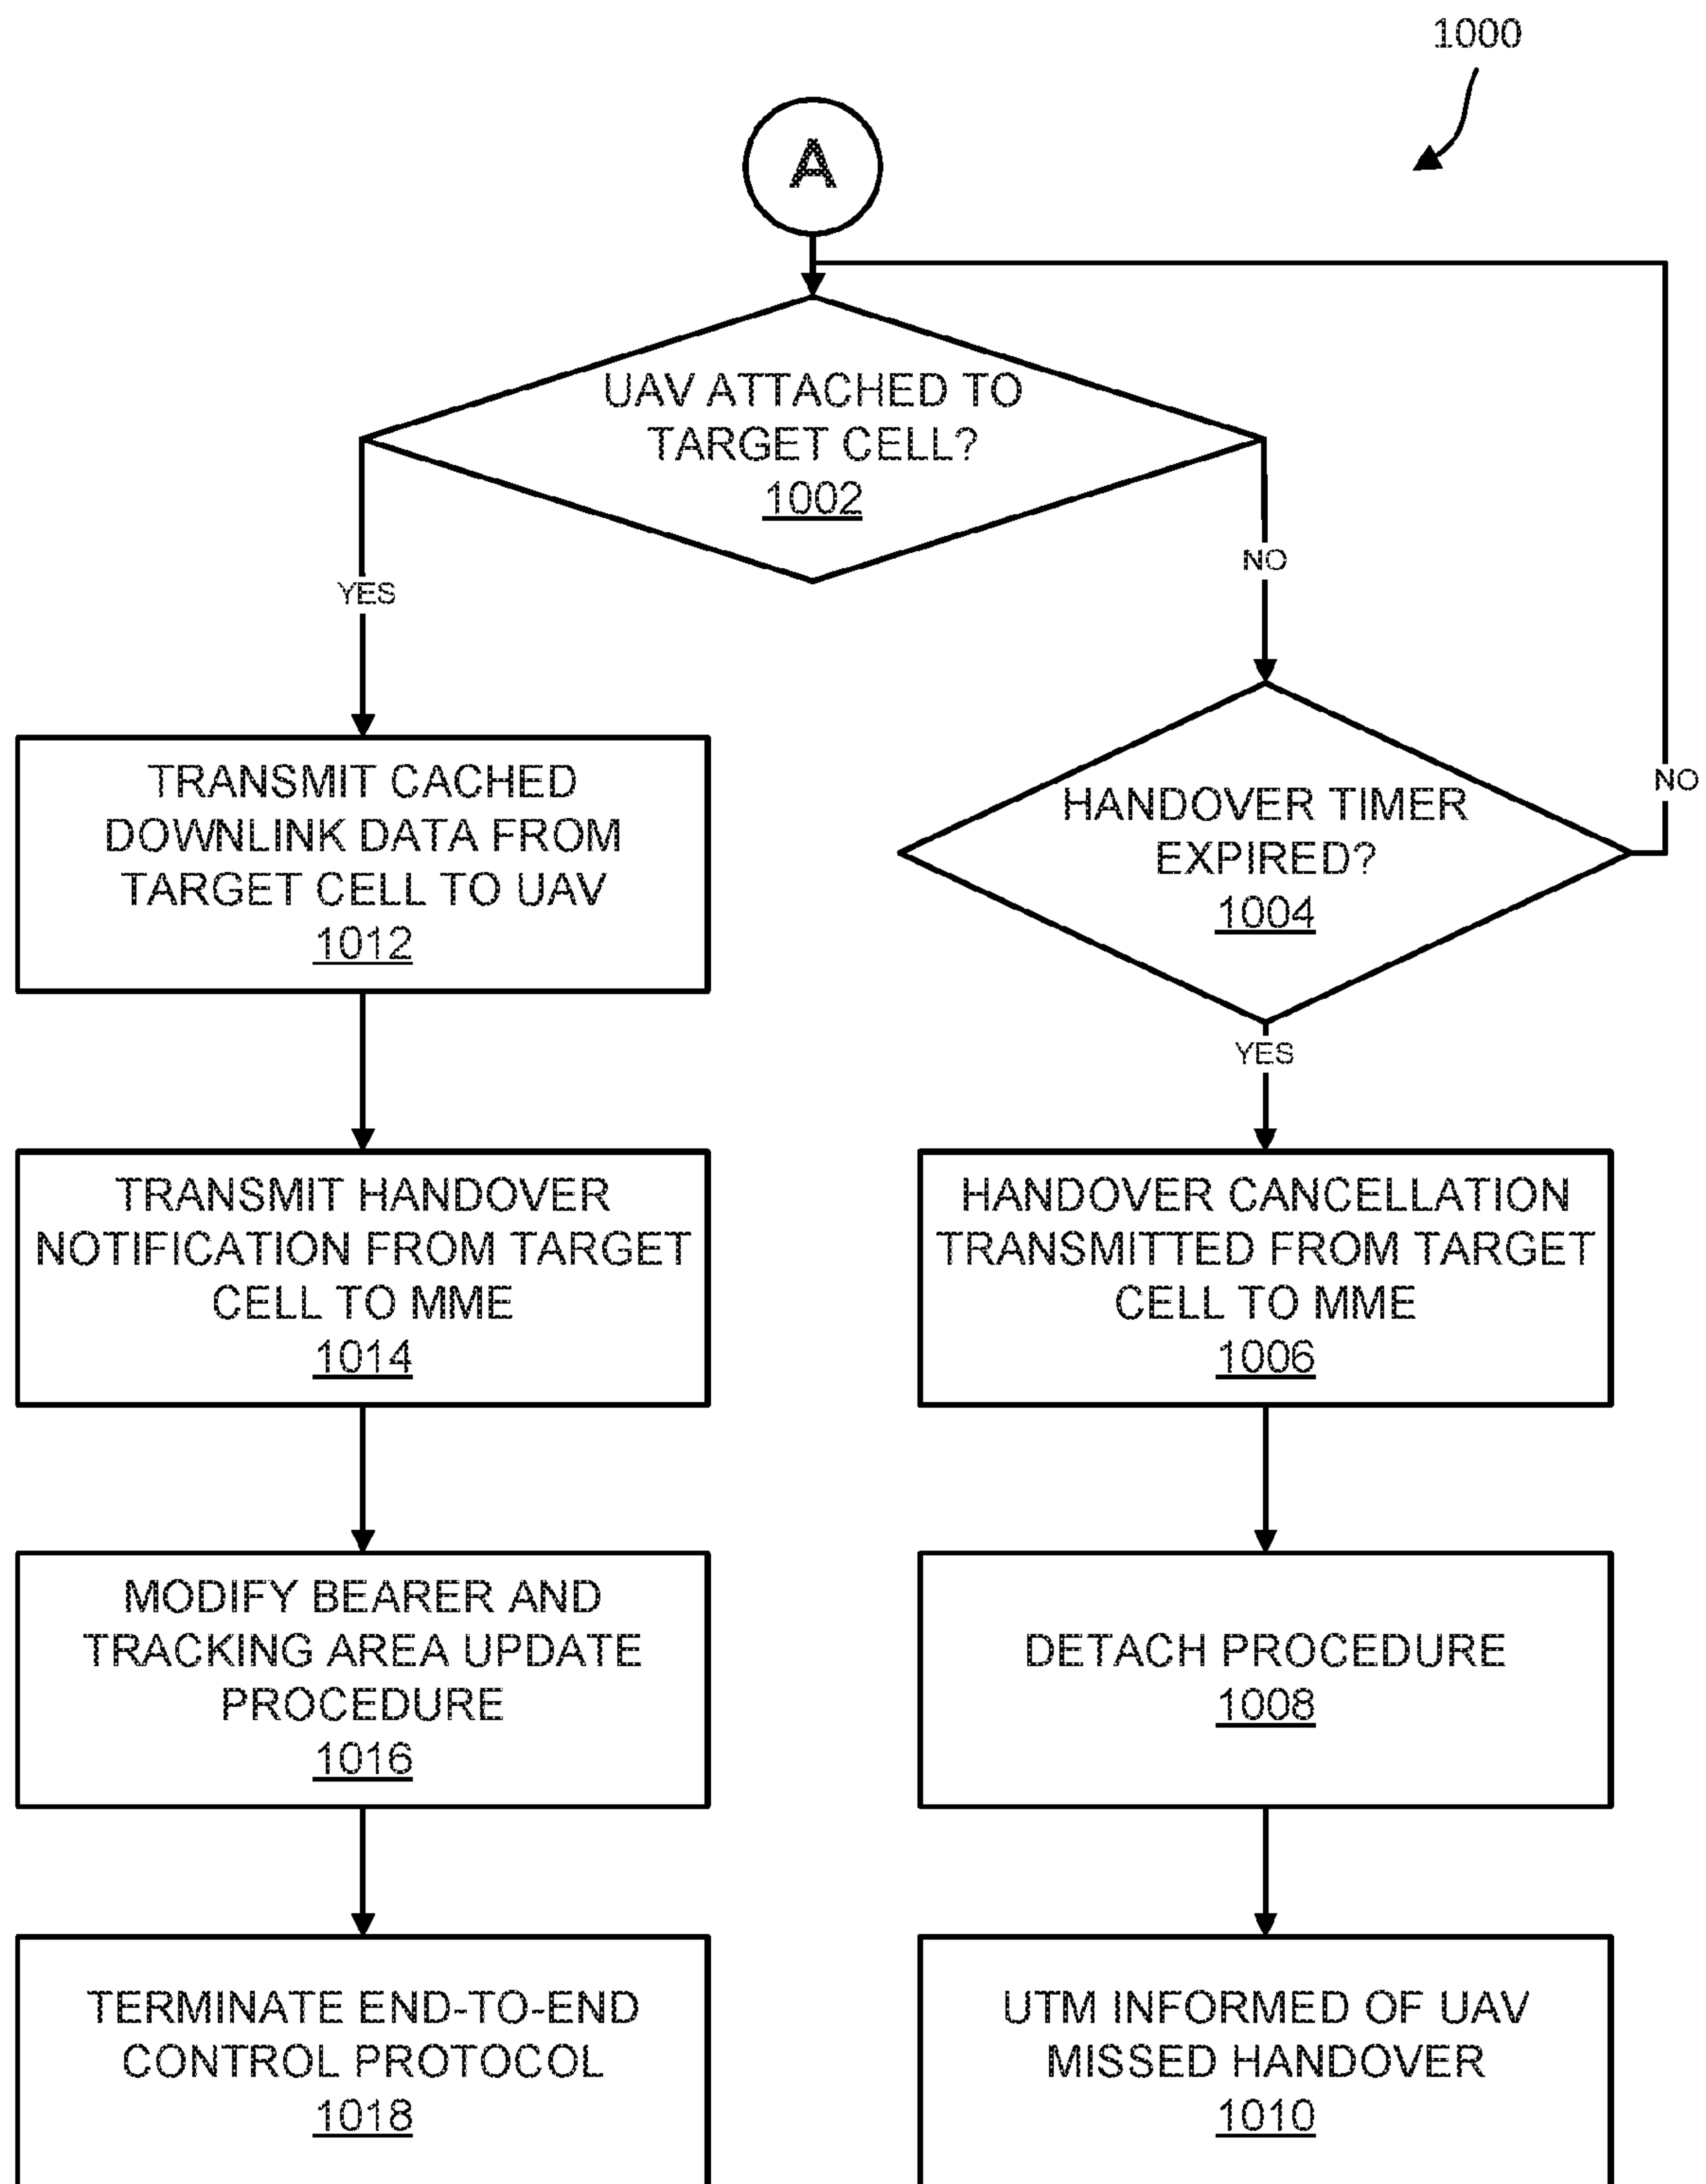 1000
A
UAV ATTACHED TO
TARGET CELL?
1002
YES
NO
TRANSMIT CACHED
DOWNLINK DATA FROM
TARGET CELL TO UAV
1012
HANDOVER TIMER
EXPIRED?
1004
NO
YES
TRANSMIT HANDOVER
NOTIFICATION FROM TARGET
CELL TO MME
1014
HANDOVER CANCELLATION
TRANSMITTED FROM TARGET
CELL TO MME
1006
MODIFY BEARER AND
TRACKING AREA UPDATE
PROCEDURE
1016
DETACH PROCEDURE
1008
TERMINATE END-TO-END
CONTROL PROTOCOL
1018
UTM INFORMED OF UAV
MISSED HANDOVER
1010